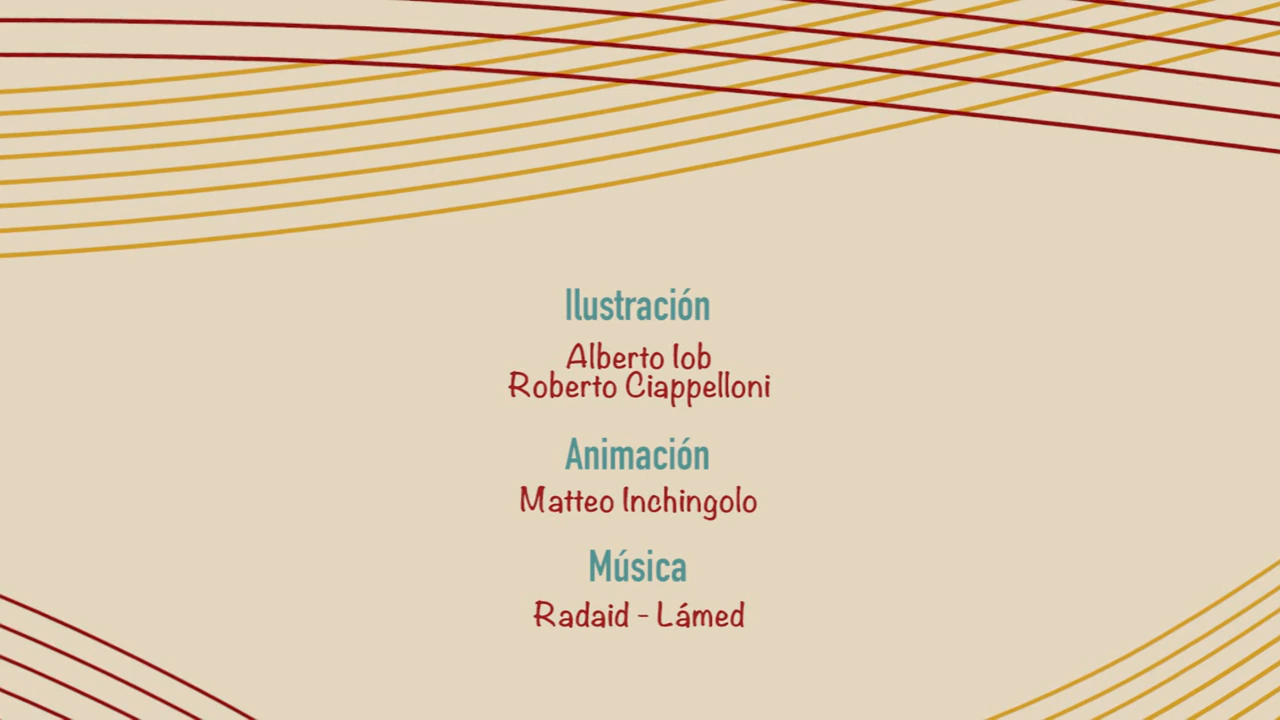 Ilustración
Alberto Iob
Roberto Ciappelloni
Animación
Matteo Inchingolo
Música
Radaid - Lámed